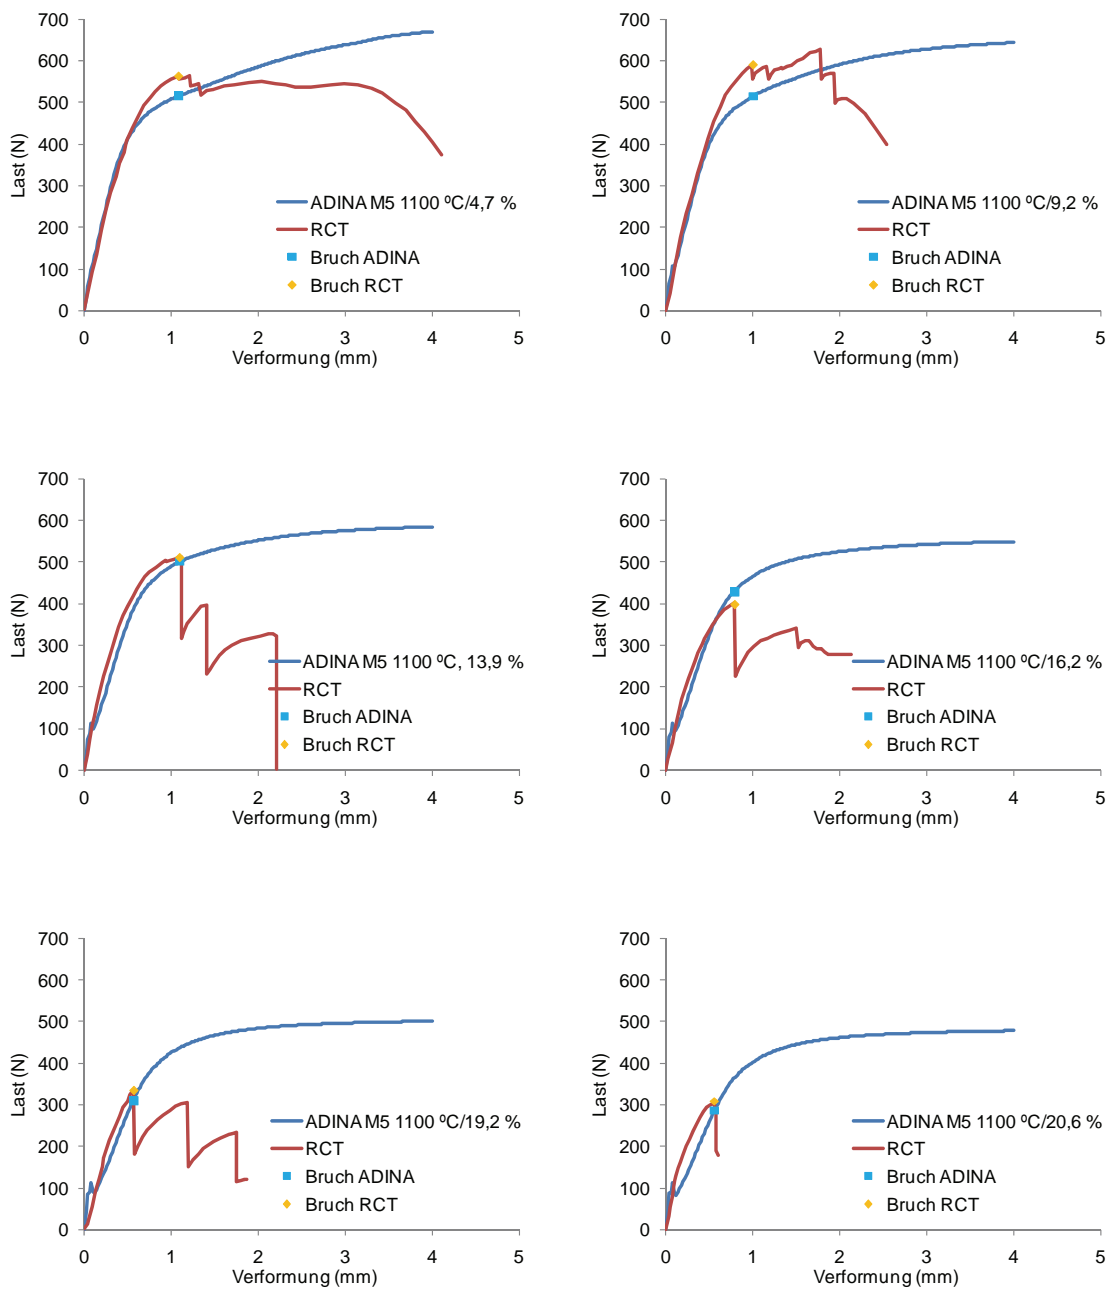 700
600
500
400
300
200
100
0
Last (N)
0 1 2 3 4 5
Verformung (mm)
ADINA M5 1100 ºC/4,7 %
RCT
Bruch ADINA
Bruch RCT
700
600
500
400
300
200
100
0
Last (N)
0 1 2 3 4 5
Verformung (mm)
ADINA M5 1100 ºC/9,2 %
RCT
Bruch ADINA
Bruch RCT
700
600
500
400
300
200
100
0
Last (N)
0 1 2 3 4 5
Verformung (mm)
ADINA M5 1100 ºC, 13,9 %
RCT
Bruch ADINA
Bruch RCT
700
600
500
400
300
200
100
0
Last (N)
0 1 2 3 4 5
Verformung (mm)
ADINA M5 1100 ºC/16,2 %
RCT
Bruch ADINA
Bruch RCT
700
600
500
400
300
200
100
0
Last (N)
0 1 2 3 4 5
Verformung (mm)
ADINA M5 1100 ºC/19,2 %
RCT
Bruch ADINA
Bruch RCT
700
600
500
400
300
200
100
0
Last (N)
0 1 2 3 4 5
Verformung (mm)
ADINA M5 1100 ºC/20,6 %
RCT
Bruch ADINA
Bruch RCT